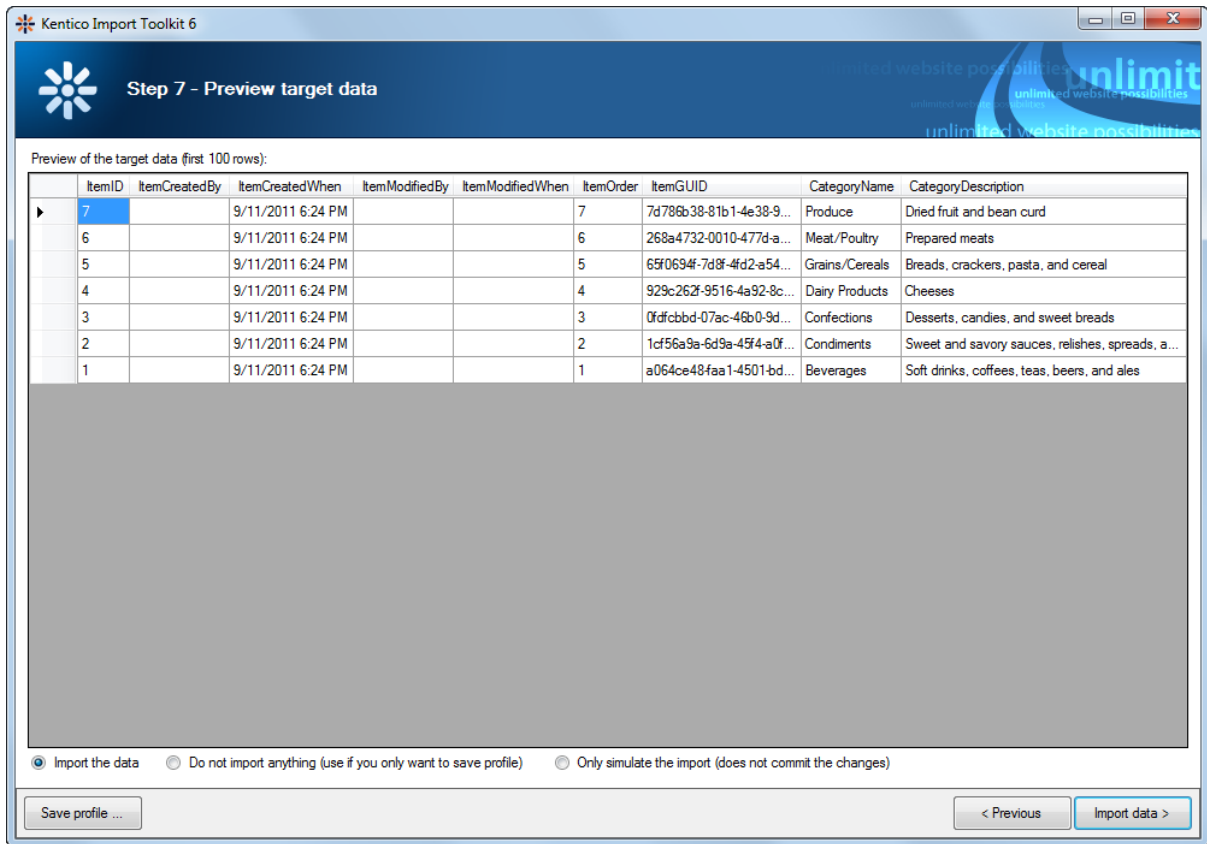 Kentico Import Toolkit 6
Step 7 - Preview target data
website possibilities
unlimit
unlimited website possibilities
unlimited website possibilities
Preview of the target data (first 100 rows):
ItemID ItemCreatedBy ItemCreatedWhen ItemModifiedBy ItemModifiedWhen ItemOrder ItemGUID CategoryName CategoryDescription
7 9/11/2011 6:24 PM 7 7d786b38-81b1-4e38-9... Produce Dried fruit and bean curd
6 9/11/2011 6:24 PM 6 268a4732-0010-477d-a... Meat/Poultry Prepared meats
5 9/11/2011 6:24 PM 5 65f0694f-7d8f-4fd2-a54... Grains/Cereals Breads, crackers, pasta, and cereal
4 9/11/2011 6:24 PM 4 929c262f-9516-4a92-8c... Dairy Products Cheeses
3 9/11/2011 6:24 PM 3 0fdfcbbd-07ac-46b0-9d... Confections Desserts, candies, and sweet breads
2 9/11/2011 6:24 PM 2 1cf56a9a-6d9a-45f4-a0f... Condiments Sweet and savory sauces, relishes, spreads, a...
1 9/11/2011 6:24 PM 1 a064ce48-faa1-4501-bd... Beverages Soft drinks, coffees, teas, beers, and ales
Import the data Do not import anything (use if you only want to save profile) Only simulate the import (does not commit the changes)
Save profile ... < Previous Import data >